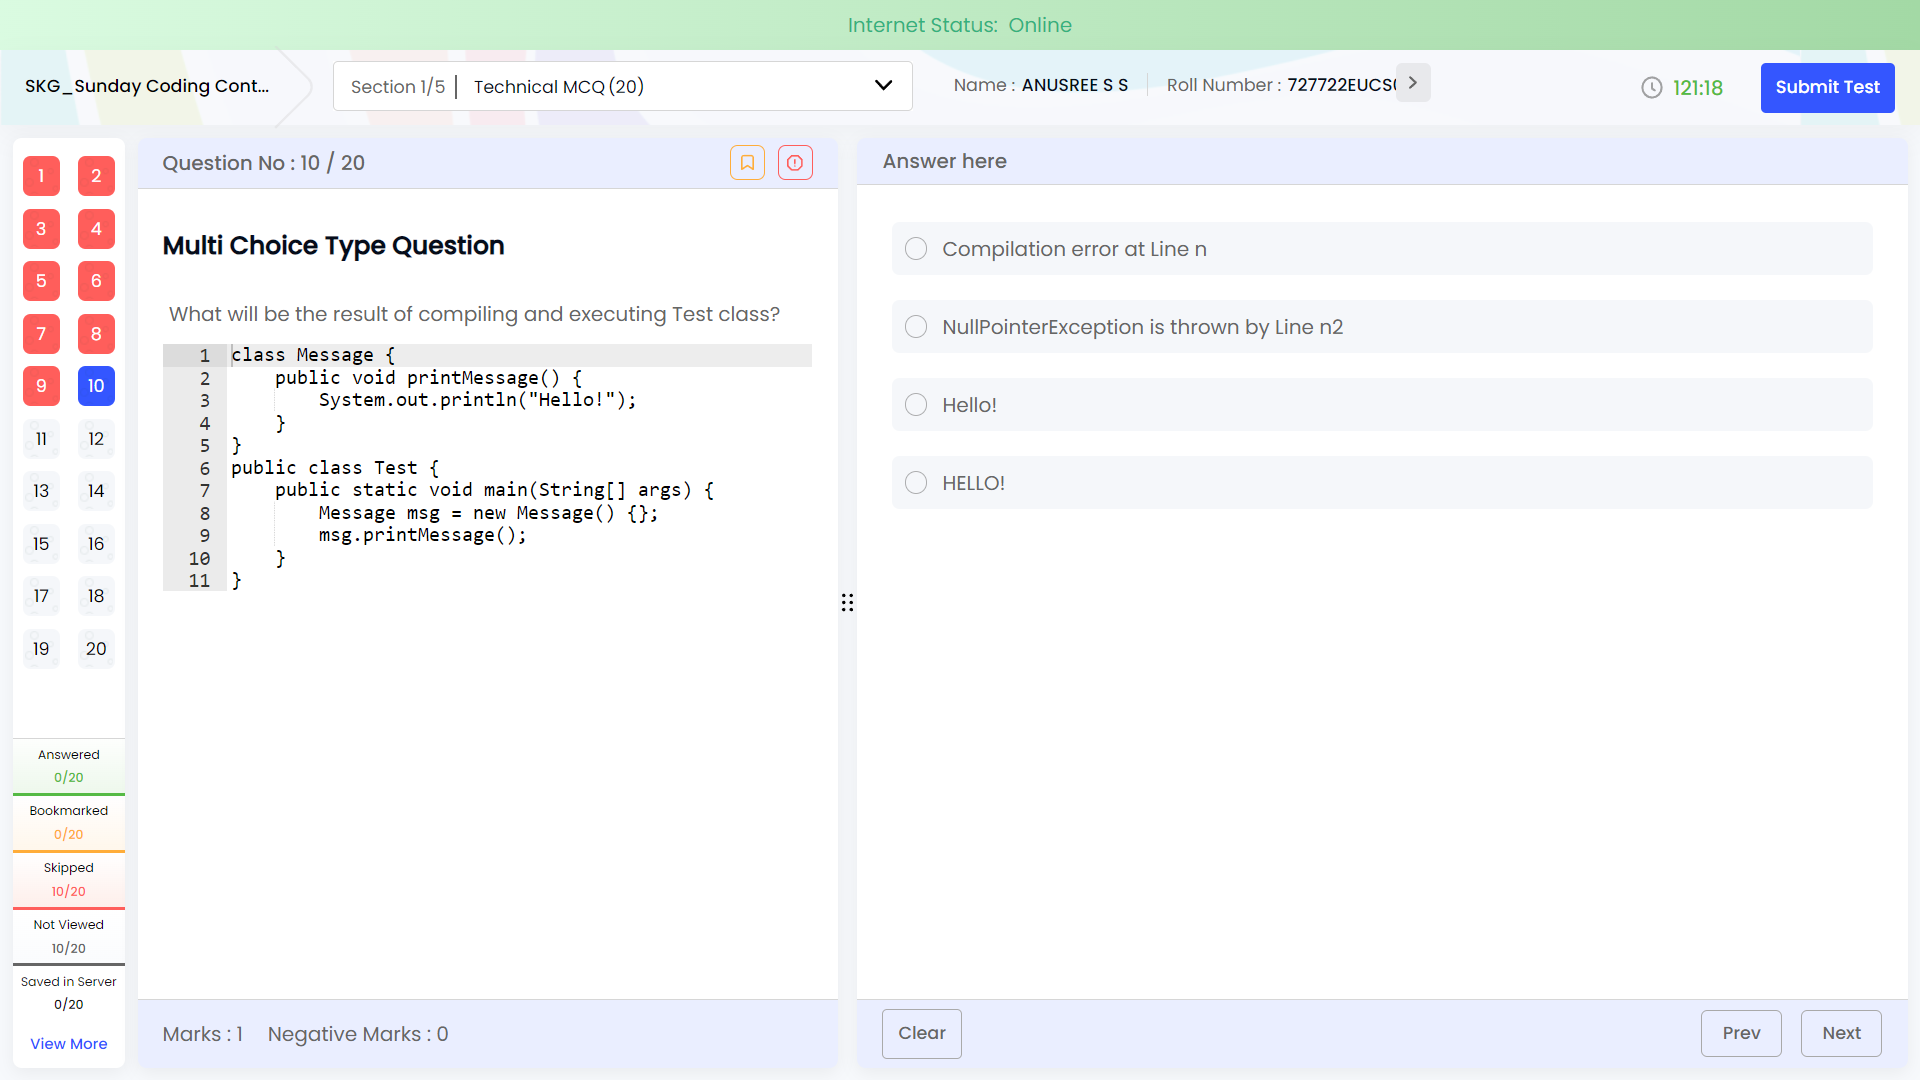 Internet Status: Online
SKG_Sunday Coding Cont...
Section 1/5 | Technical MCQ (20)
Name : ANUSREE S S
Roll Number : 727722EUCS
121:18
Submit Test
1 2
3 4
5 6
7 8
9 10
11 12
13 14
15 16
17 18
19 20
Answered
0/20
Bookmarked
0/20
Skipped
10/20
Not Viewed
10/20
Saved in Server
0/20
View More
Question No : 10 / 20
Multi Choice Type Question
What will be the result of compiling and executing Test class?
1 class Message {
2     public void printMessage() {
3         System.out.println("Hello!");
4     }
5 }
6 public class Test {
7     public static void main(String[] args) {
8         Message msg = new Message() {};
9         msg.printMessage();
10     }
11 }
Marks : 1 Negative Marks : 0
Answer here
Compilation error at Line n
NullPointerException is thrown by Line n2
Hello!
HELLO!
Clear
Prev
Next